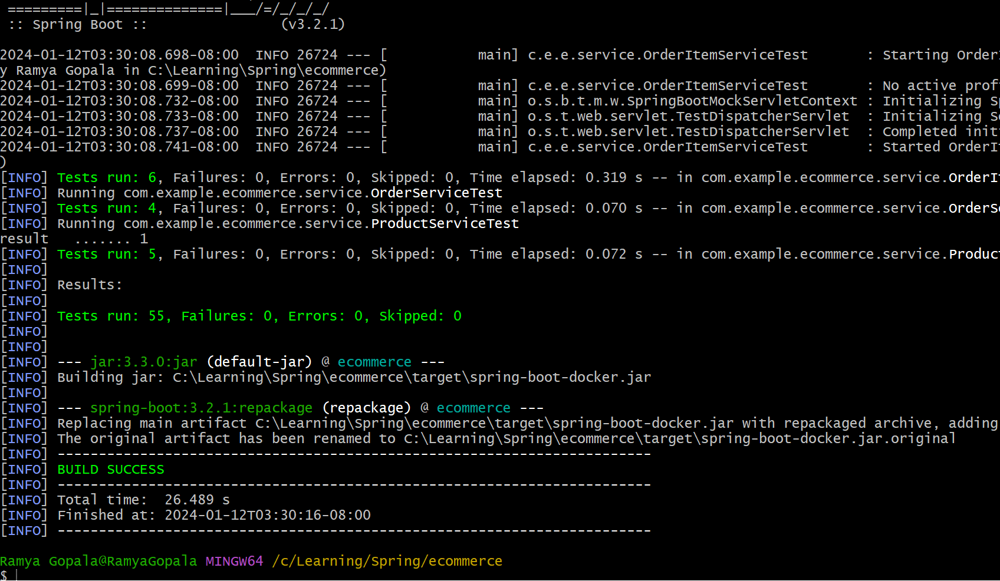 =========|_|==============|___/=/_/_/_/
:: Spring Boot ::                (v3.2.1)
2024-01-12T03:30:08.698-08:00  INFO 26724 --- [           main] c.e.e.service.OrderItemServiceTest       : Starting OrderI
y Ramya Gopala in C:\Learning\Spring\ecommerce)
2024-01-12T03:30:08.699-08:00  INFO 26724 --- [           main] c.e.e.service.OrderItemServiceTest       : No active prof
2024-01-12T03:30:08.732-08:00  INFO 26724 --- [           main] o.s.b.t.m.w.SpringBootMockServletContext : Initializing Sp
2024-01-12T03:30:08.733-08:00  INFO 26724 --- [           main] o.s.t.web.servlet.TestDispatcherServlet  : Initializing Se
2024-01-12T03:30:08.737-08:00  INFO 26724 --- [           main] o.s.t.web.servlet.TestDispatcherServlet  : Completed initi
2024-01-12T03:30:08.741-08:00  INFO 26724 --- [           main] c.e.e.service.OrderItemServiceTest       : Started OrderIt
)
[INFO] Tests run: 6, Failures: 0, Errors: 0, Skipped: 0, Time elapsed: 0.319 s -- in com.example.ecommerce.service.OrderIt
[INFO] Running com.example.ecommerce.service.OrderServiceTest
[INFO] Tests run: 4, Failures: 0, Errors: 0, Skipped: 0, Time elapsed: 0.070 s -- in com.example.ecommerce.service.OrderSe
[INFO] Running com.example.ecommerce.service.ProductServiceTest
result   ....... 1
[INFO] Tests run: 5, Failures: 0, Errors: 0, Skipped: 0, Time elapsed: 0.072 s -- in com.example.ecommerce.service.Product
[INFO]
[INFO] Results:
[INFO]
[INFO] Tests run: 55, Failures: 0, Errors: 0, Skipped: 0
[INFO]
[INFO]
[INFO] --- jar:3.3.0:jar (default-jar) @ ecommerce ---
[INFO] Building jar: C:\Learning\Spring\ecommerce\target\spring-boot-docker.jar
[INFO]
[INFO] --- spring-boot:3.2.1:repackage (repackage) @ ecommerce ---
[INFO] Replacing main artifact C:\Learning\Spring\ecommerce\target\spring-boot-docker.jar with repackaged archive, adding
[INFO] The original artifact has been renamed to C:\Learning\Spring\ecommerce\target\spring-boot-docker.jar.original
[INFO] ------------------------------------------------------------------------
[INFO] BUILD SUCCESS
[INFO] ------------------------------------------------------------------------
[INFO] Total time:  26.489 s
[INFO] Finished at: 2024-01-12T03:30:16-08:00
[INFO] ------------------------------------------------------------------------
Ramya Gopala@RamyaGopala MINGW64 /c/Learning/Spring/ecommerce
$